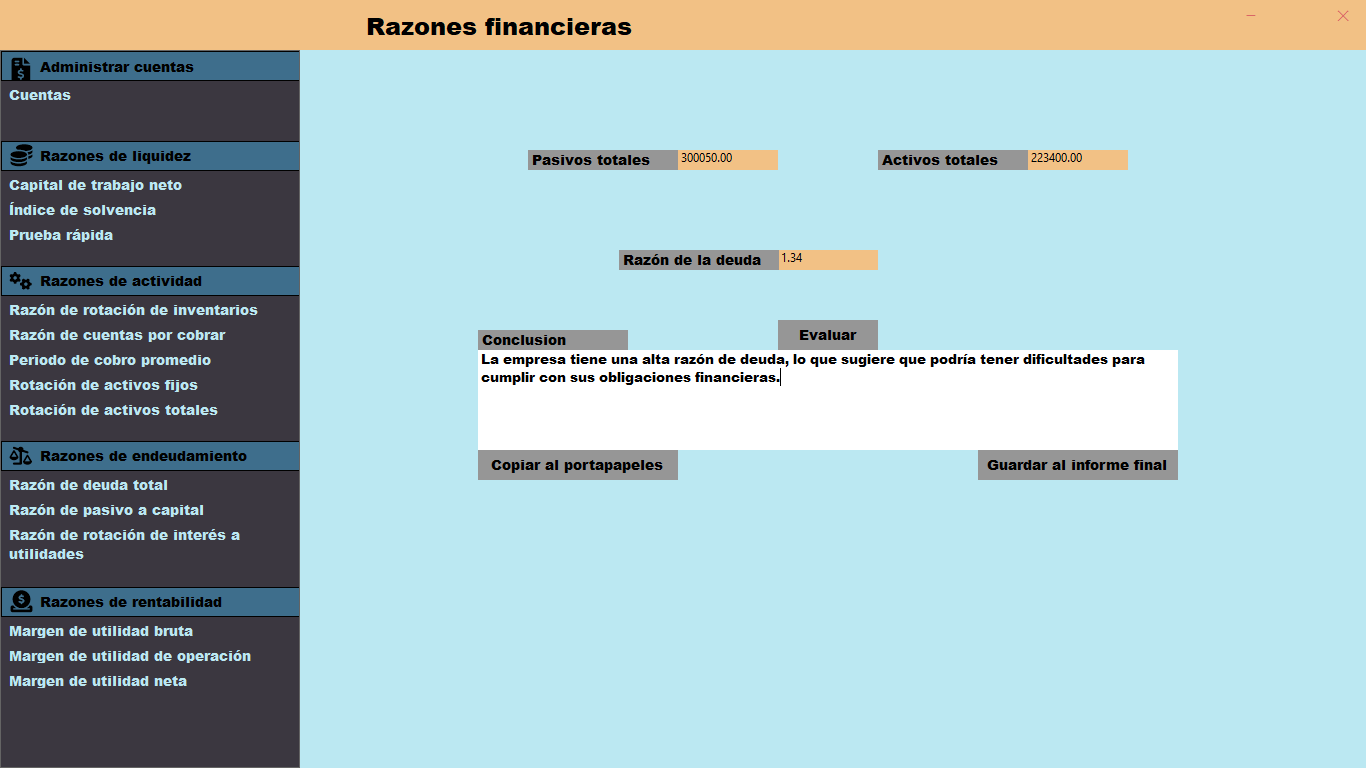 Razones financieras
Administrar cuentas
Cuentas
Razones de liquidez
Capital de trabajo neto
Índice de solvencia
Prueba rápida
Razones de actividad
Razón de rotación de inventarios
Razón de cuentas por cobrar
Periodo de cobro promedio
Rotación de activos fijos
Rotación de activos totales
Razones de endeudamiento
Razón de deuda total
Razón de pasivo a capital
Razón de rotación de interés a
utilidades
Razones de rentabilidad
Margen de utilidad bruta
Margen de utilidad de operación
Margen de utilidad neta
Pasivos totales 300050.00
Activos totales 223400.00
Razón de la deuda 1.34
Conclusion
Evaluar
La empresa tiene una alta razón de deuda, lo que sugiere que podría tener dificultades para
cumplir con sus obligaciones financieras.
Copiar al portapapeles
Guardar al informe final